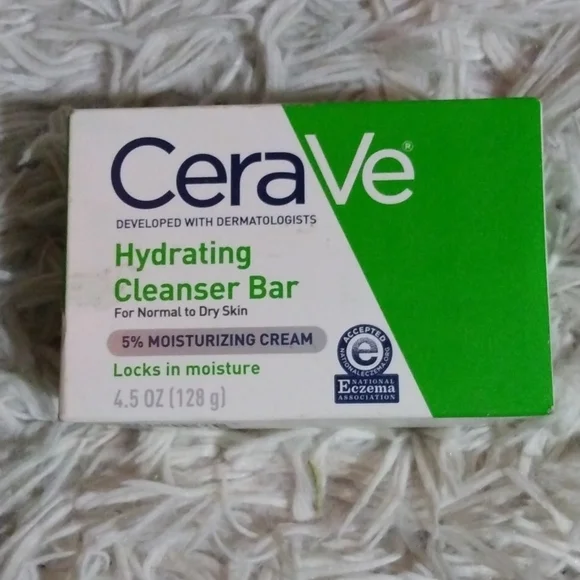 CeraVe®
DEVELOPED WITH DERMATOLOGISTS
Hydrating
Cleanser Bar
For Normal to Dry Skin
5% MOISTURIZING CREAM
Locks in moisture
4.5 OZ (128 g)
ACCEPTED
e
NATIONALECZEMA.ORG
NATIONAL
Eczema
ASSOCIATION